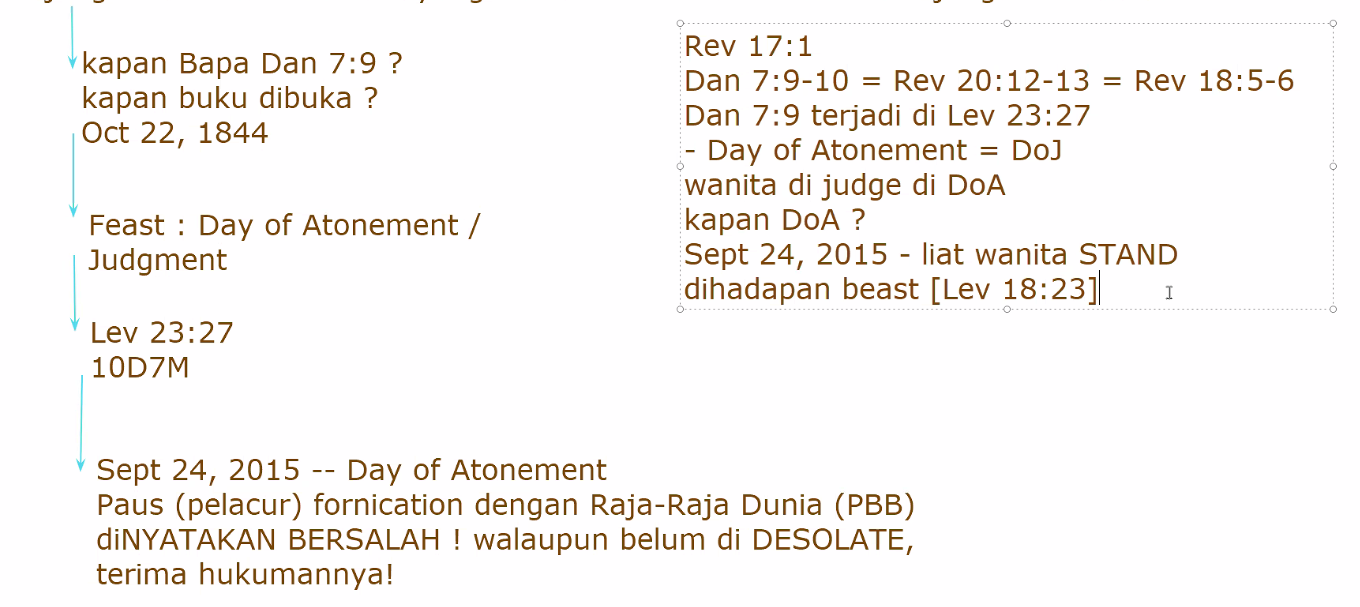 kapan Bapa Dan 7:9 ?
kapan buku dibuka ?
Oct 22, 1844
Feast : Day of Atonement /
Judgment
Lev 23:27
10D7M
Sept 24, 2015 -- Day of Atonement
Paus (pelacur) fornication dengan Raja-Raja Dunia (PBB)
diNYATAKAN BERSALAH ! walaupun belum di DESOLATE,
terima hukumannya!
Rev 17:1
Dan 7:9-10 = Rev 20:12-13 = Rev 18:5-6
Dan 7:9 terjadi di Lev 23:27
- Day of Atonement = DoJ
wanita di judge di DoA
kapan DoA ?
Sept 24, 2015 - liat wanita STAND
dihadapan beast [Lev 18:23]